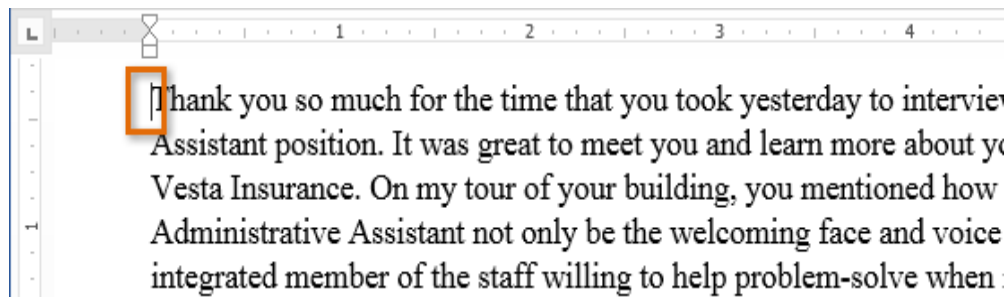 L 1 2 3 4
Thank you so much for the time that you took yesterday to interview
Assistant position. It was great to meet you and learn more about
Vesta Insurance. On my tour of your building, you mentioned how
Administrative Assistant not only be the welcoming face and voice
1
integrated member of the staff willing to help problem-solve when